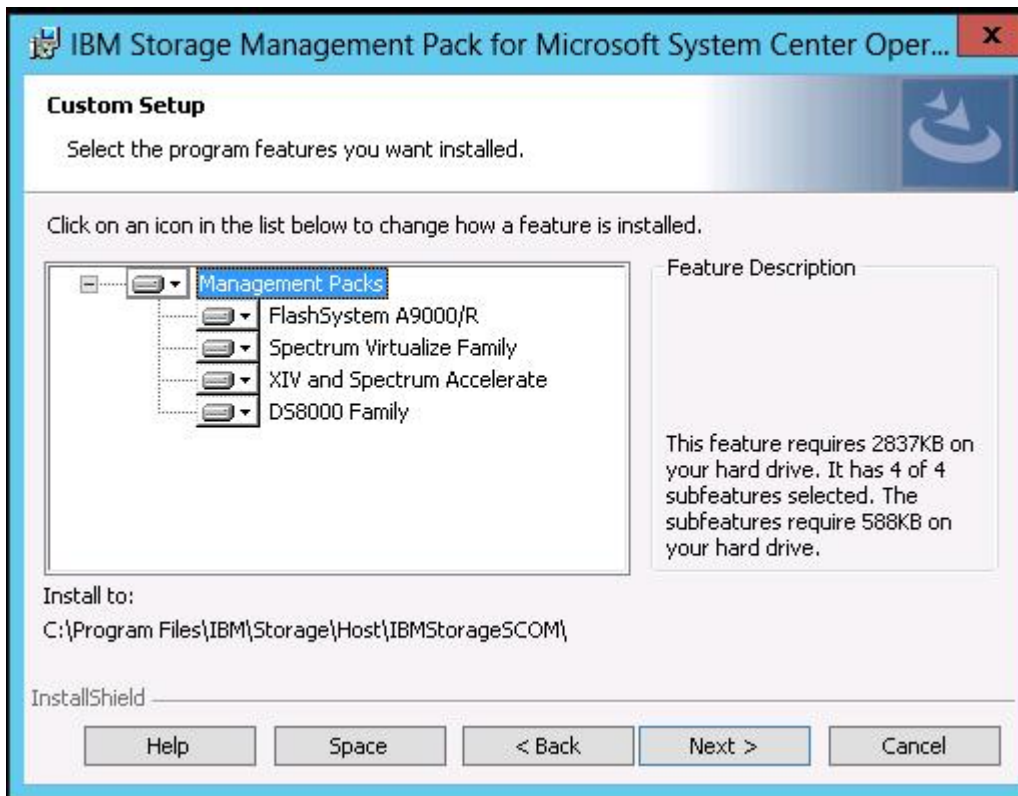 IBM Storage Management Pack for Microsoft System Center Oper...
x
Custom Setup
Select the program features you want installed.
Click on an icon in the list below to change how a feature is installed.
Management Packs
FlashSystem A9000/R
Spectrum Virtualize Family
XIV and Spectrum Accelerate
DS8000 Family
Feature Description
This feature requires 2837KB on
your hard drive. It has 4 of 4
subfeatures selected. The
subfeatures require 588KB on
your hard drive.
Install to:
C:\Program Files\IBM\Storage\Host\IBMStorageSCOM\
InstallShield
Help
Space
< Back
Next >
Cancel